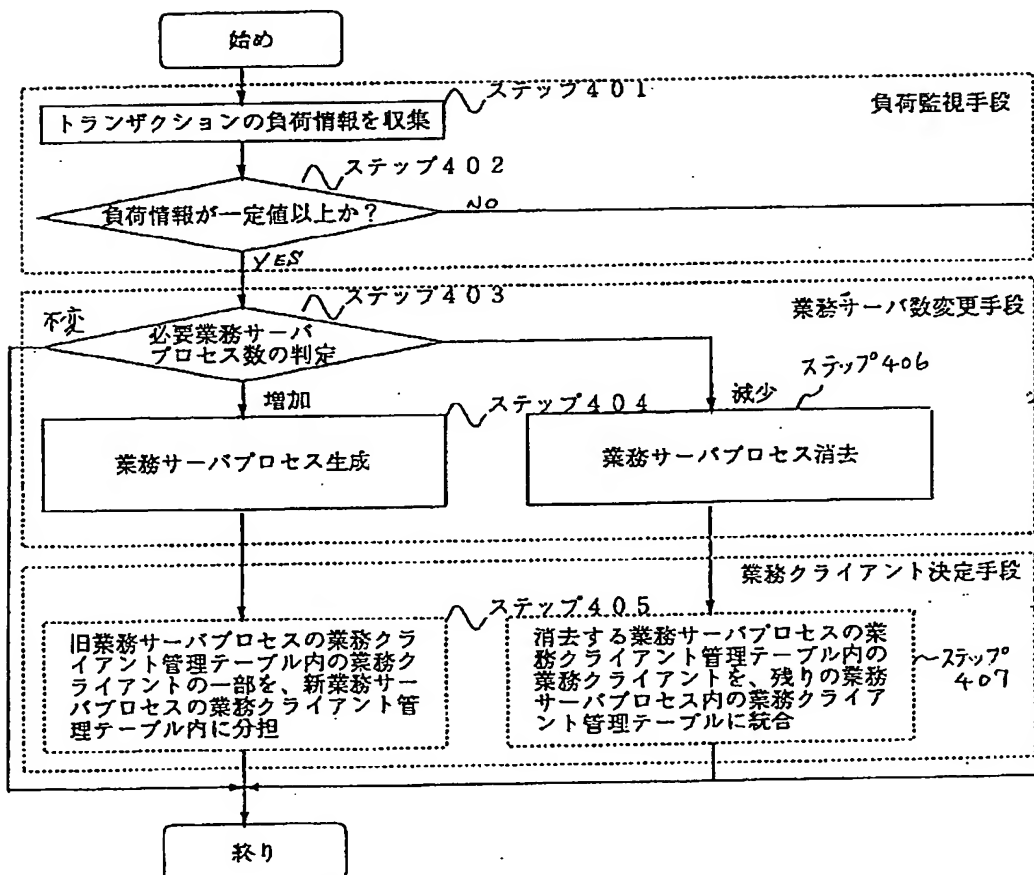 始め
ステップ401
負荷監視手段
トランザクションの負荷情報を収集
ステップ402
負荷情報が一定値以上か?
NO
YES
ステップ403
業務サーバ数変更手段
不変
必要業務サーバ
プロセス数の判定
ステップ406
増加
ステップ404
減少
業務サーバプロセス生成
業務サーバプロセス消去
業務クライアント決定手段
ステップ405
旧業務サーバプロセスの業務クラ
イアント管理テーブル内の業務ク
ライアントの一部を、新業務サー
バプロセスの業務クライアント管
理テーブル内に分担
消去する業務サーバプロセスの業
務クライアント管理テーブル内の
業務クライアントを、残りの業務
サーバプロセス内の業務クライア
ント管理テーブルに統合
ステップ
407
終り